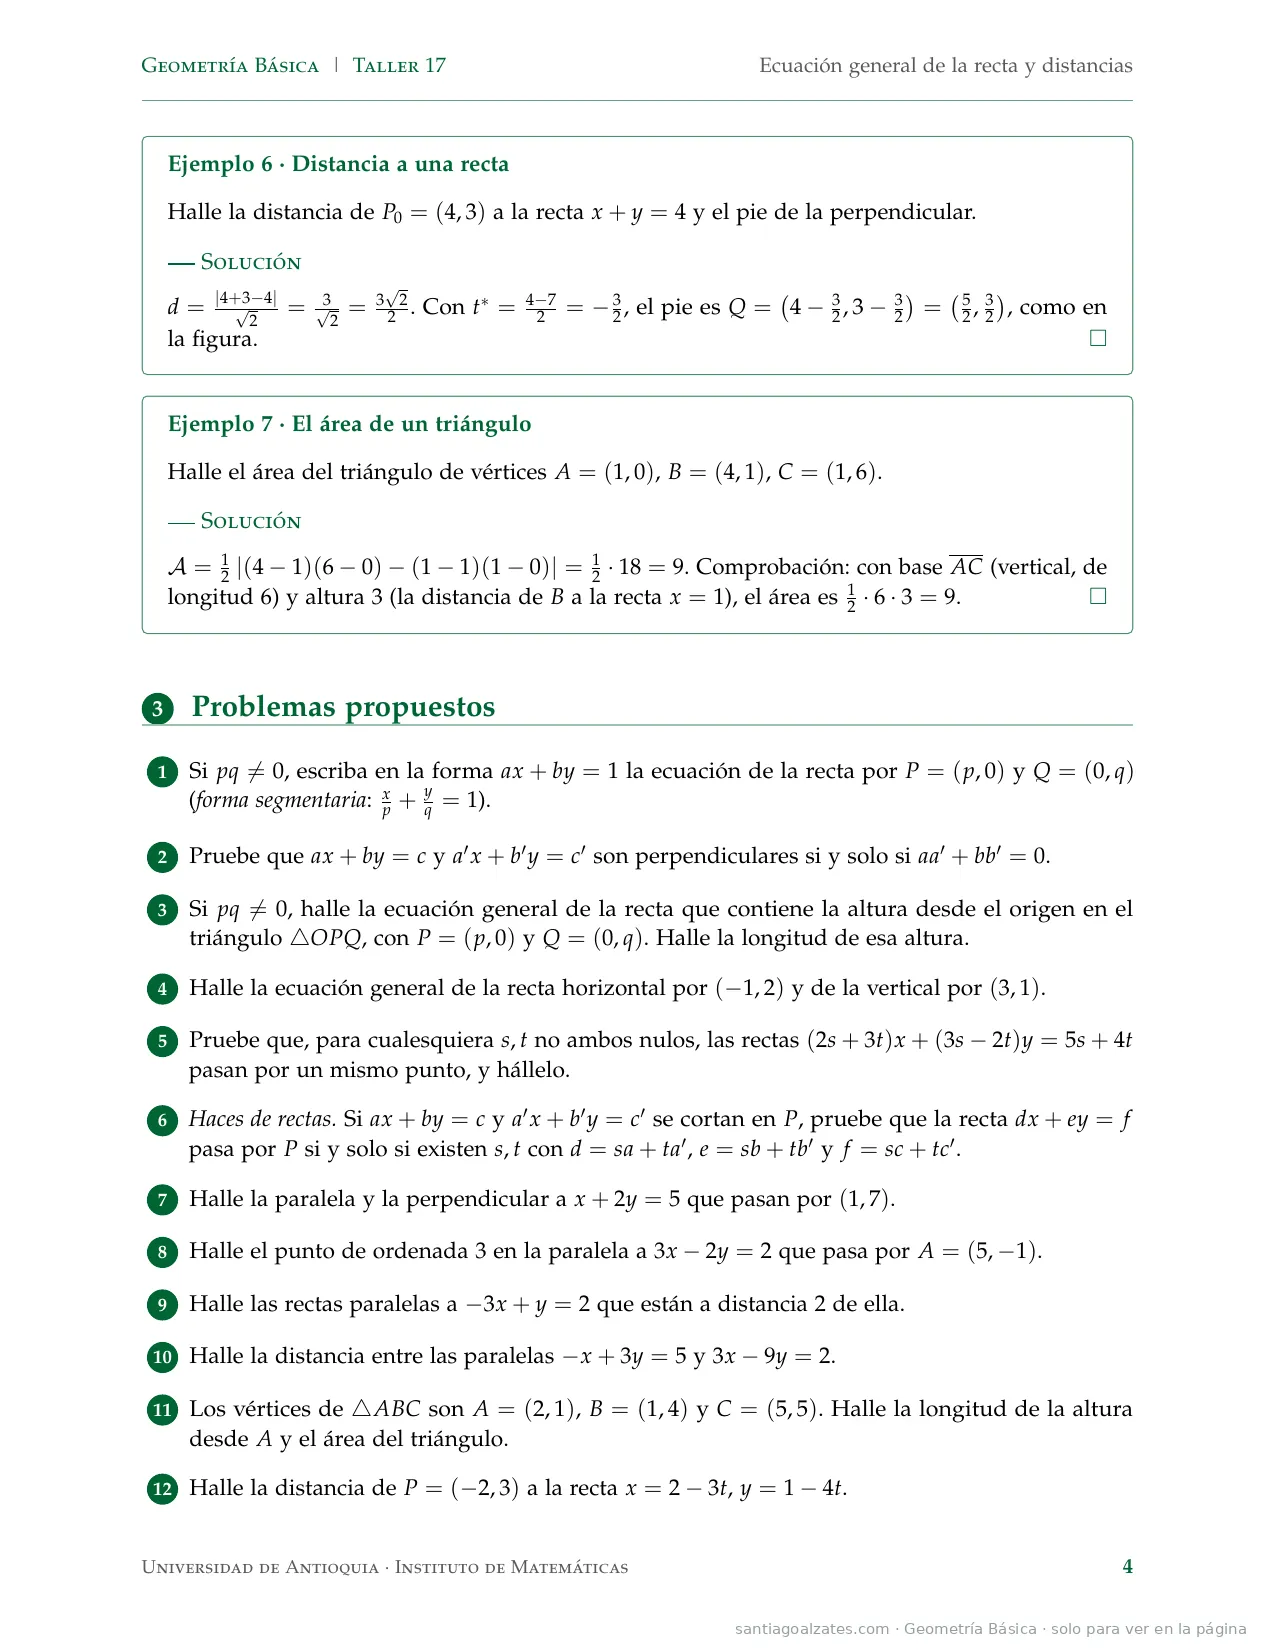 Geometría Básica | Taller 17
Ecuación general de la recta y distancias
Ejemplo 6 · Distancia a una recta
Halle la distancia de P₀ = (4, 3) a la recta x + y = 4 y el pie de la perpendicular.
— Solución
d = |4+3−4|/√2 = 3/√2 = 3√2/2. Con t* = (4−7)/2 = −3/2, el pie es Q = (4 − 3/2, 3 − 3/2) = (5/2, 3/2), como en
la figura. □
Ejemplo 7 · El área de un triángulo
Halle el área del triángulo de vértices A = (1, 0), B = (4, 1), C = (1, 6).
— Solución
𝒜 = 1/2 |(4 − 1)(6 − 0) − (1 − 1)(1 − 0)| = 1/2 · 18 = 9. Comprobación: con base A̅C̅ (vertical, de
longitud 6) y altura 3 (la distancia de B a la recta x = 1), el área es 1/2 · 6 · 3 = 9. □
3 Problemas propuestos
1 Si pq ≠ 0, escriba en la forma ax + by = 1 la ecuación de la recta por P = (p, 0) y Q = (0, q)
(forma segmentaria: x/p + y/q = 1).
2 Pruebe que ax + by = c y a′x + b′y = c′ son perpendiculares si y solo si aa′ + bb′ = 0.
3 Si pq ≠ 0, halle la ecuación general de la recta que contiene la altura desde el origen en el
triángulo △OPQ, con P = (p, 0) y Q = (0, q). Halle la longitud de esa altura.
4 Halle la ecuación general de la recta horizontal por (−1, 2) y de la vertical por (3, 1).
5 Pruebe que, para cualesquiera s, t no ambos nulos, las rectas (2s + 3t)x + (3s − 2t)y = 5s + 4t
pasan por un mismo punto, y hállelo.
6 Haces de rectas. Si ax + by = c y a′x + b′y = c′ se cortan en P, pruebe que la recta dx + ey = f
pasa por P si y solo si existen s, t con d = sa + ta′, e = sb + tb′ y f = sc + tc′.
7 Halle la paralela y la perpendicular a x + 2y = 5 que pasan por (1, 7).
8 Halle el punto de ordenada 3 en la paralela a 3x − 2y = 2 que pasa por A = (5, −1).
9 Halle las rectas paralelas a −3x + y = 2 que están a distancia 2 de ella.
10 Halle la distancia entre las paralelas −x + 3y = 5 y 3x − 9y = 2.
11 Los vértices de △ABC son A = (2, 1), B = (1, 4) y C = (5, 5). Halle la longitud de la altura
desde A y el área del triángulo.
12 Halle la distancia de P = (−2, 3) a la recta x = 2 − 3t, y = 1 − 4t.
Universidad de Antioquia · Instituto de Matemáticas
4
santiagoalzates.com · Geometría Básica · solo para ver en la página